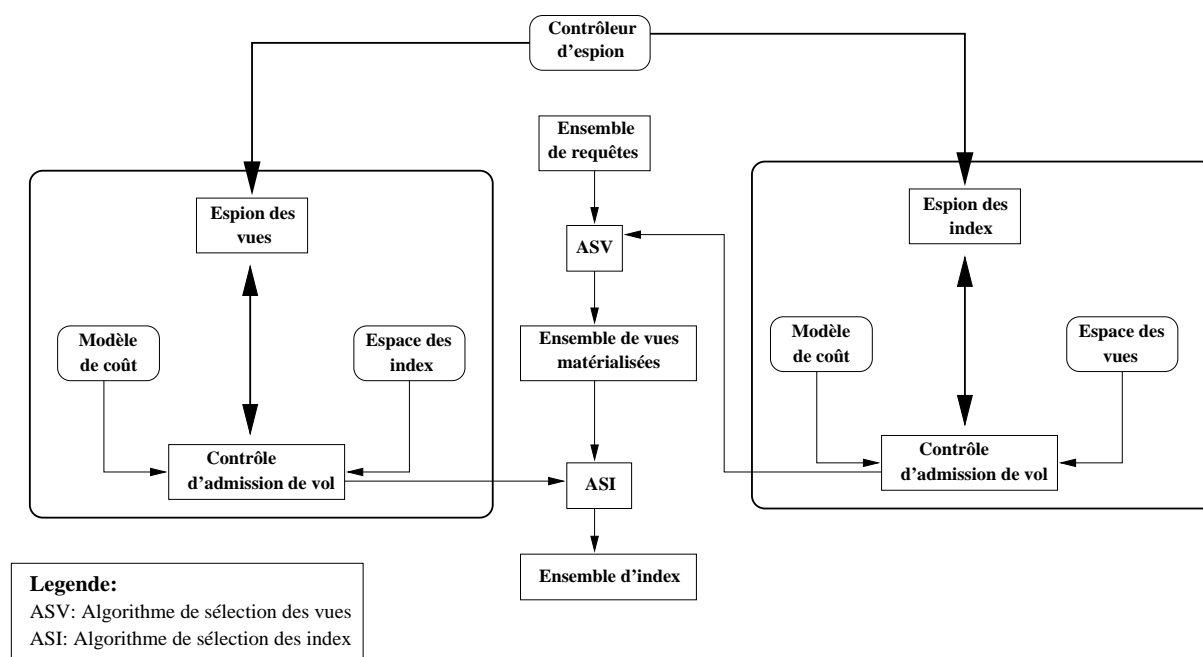 Contrôleur
d'espion
Ensemble
de requêtes
Espion des
vues
Espion des
index
ASV
Modèle
de coût
Espace des
index
Ensemble de vues
matérialisées
Modèle
de coût
Espace des
vues
Contrôle
d'admission de vol
ASI
Contrôle
d'admission de vol
Ensemble d'index
Legende:
ASV: Algorithme de sélection des vues
ASI: Algorithme de sélection des index